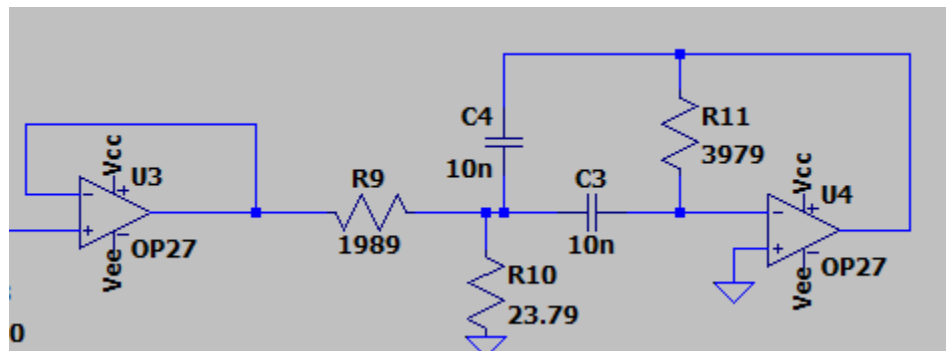 C4
10n
R11
3979
Vcc
U3
OP27
Vee
R9
1989
C3
10n
Vcc
U4
OP27
Vee
R10
23.79
0